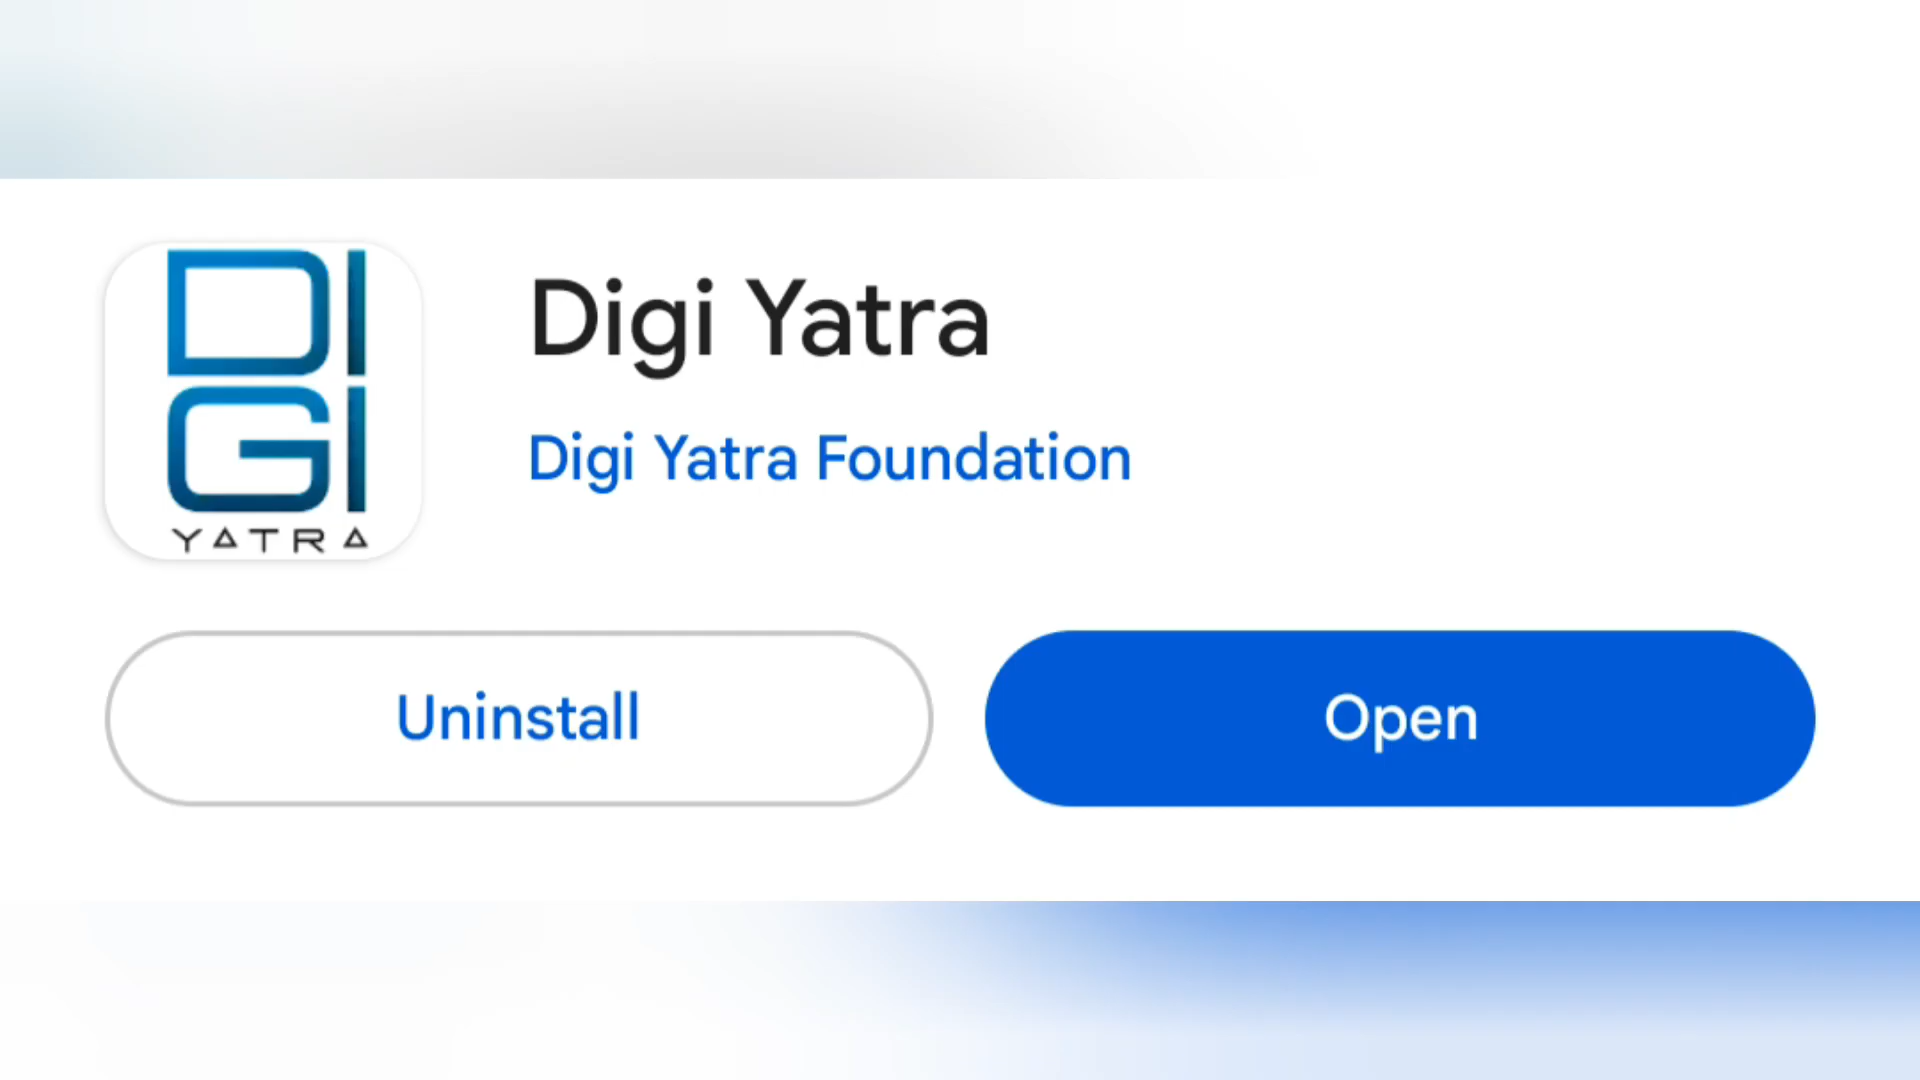 DI
GI
YATRA
Digi Yatra
Digi Yatra Foundation
Uninstall
Open